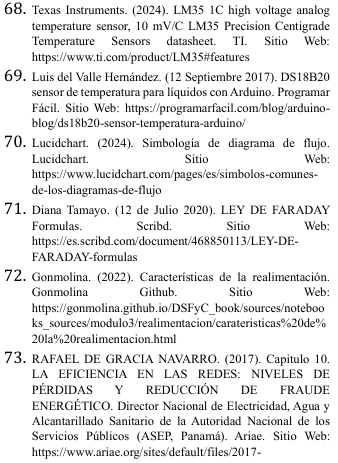 68. Texas Instruments. (2024). LM35 1C high voltage analog
temperature sensor, 10 mV/C LM35 Precision Centigrade
Temperature Sensors datasheet. TI. Sitio Web:
https://www.ti.com/product/LM35#features
69. Luis del Valle Hernández. (12 Septiembre 2017). DS18B20
sensor de temperatura para líquidos con Arduino. Programar
Fácil. Sitio Web: https://programarfacil.com/blog/arduino-
blog/ds18b20-sensor-temperatura-arduino/
70. Lucidchart. (2024). Simbología de diagrama de flujo.
Lucidchart. Sitio Web:
https://www.lucidchart.com/pages/es/simbolos-comunes-
de-los-diagramas-de-flujo
71. Diana Tamayo. (12 de Julio 2020). LEY DE FARADAY
Formulas. Scribd. Sitio Web:
https://es.scribd.com/document/468850113/LEY-DE-
FARADAY-formulas
72. Gonmolina. (2022). Características de la realimentación.
Gonmolina Github. Sitio Web:
https://gonmolina.github.io/DSFyC_book/sources/noteboo
ks_sources/modulo3/realimentacion/carateristicas%20de%
20la%20realimentacion.html
73. RAFAEL DE GRACIA NAVARRO. (2017). Capitulo 10.
LA EFICIENCIA EN LAS REDES: NIVELES DE
PÉRDIDAS Y REDUCCIÓN DE FRAUDE
ENERGÉTICO. Director Nacional de Electricidad, Agua y
Alcantarillado Sanitario de la Autoridad Nacional de los
Servicios Públicos (ASEP, Panamá). Ariae. Sitio Web:
https://www.ariae.org/sites/default/files/2017-